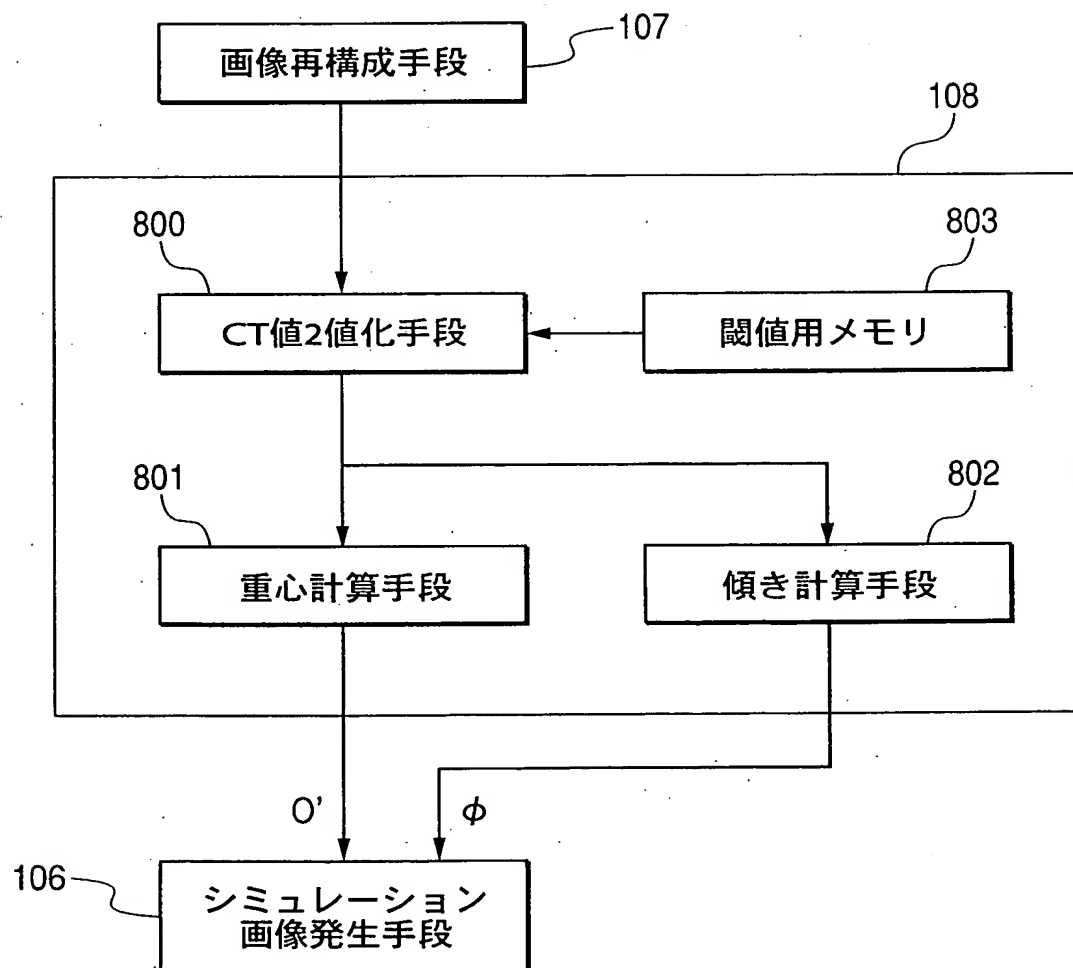 画像再構成手段
107
108
800
803
CT値2値化手段
閾値用メモリ
801
802
重心計算手段
傾き計算手段
O'
φ
106
シミュレーション
画像発生手段